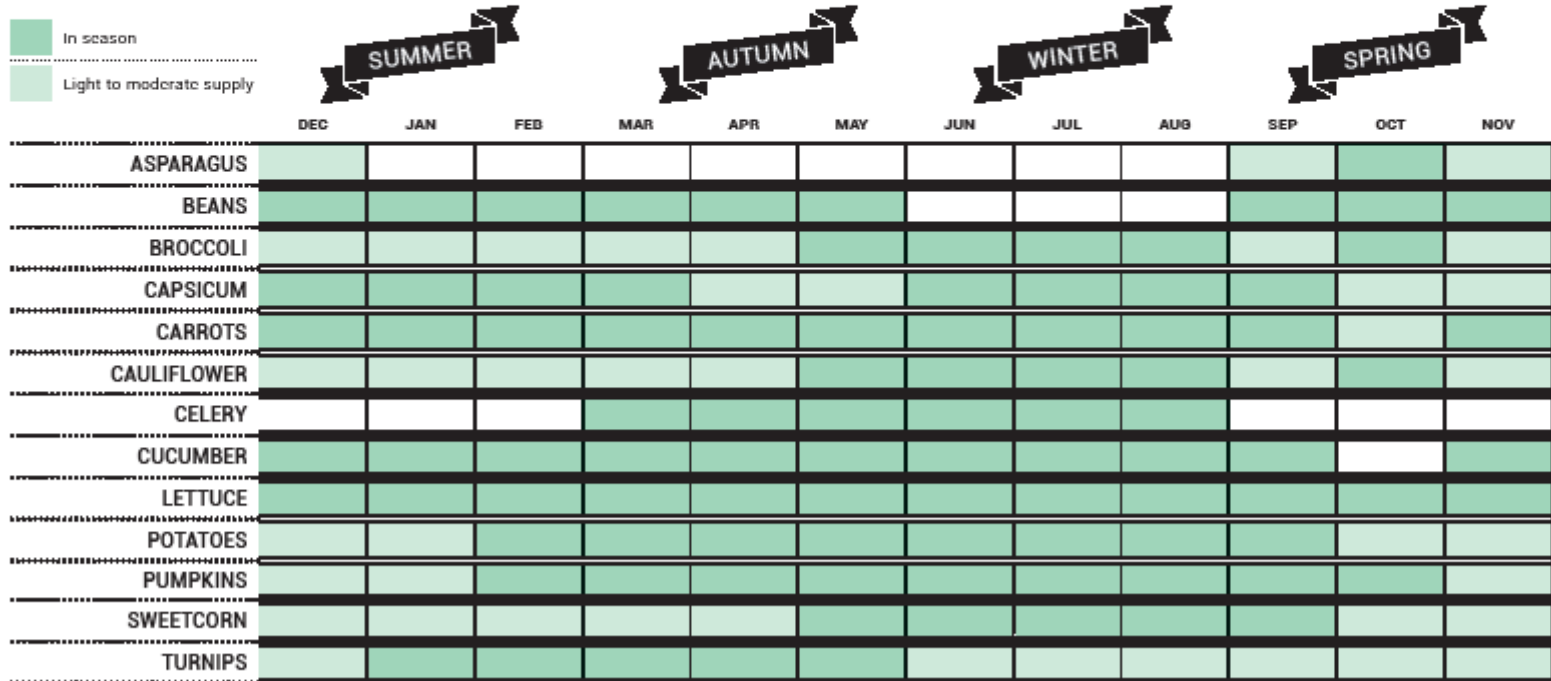 In season
Light to moderate supply
SUMMER AUTUMN WINTER SPRING
DEC JAN FEB MAR APR MAY JUN JUL AUG SEP OCT NOV
ASPARAGUS
BEANS
BROCCOLI
CAPSICUM
CARROTS
CAULIFLOWER
CELERY
CUCUMBER
LETTUCE
POTATOES
PUMPKINS
SWEETCORN
TURNIPS